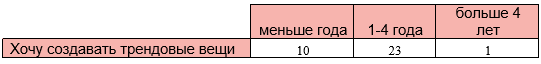 меньше года 1-4 года больше 4 лет
Хочу создавать трендовые вещи 10 23 1